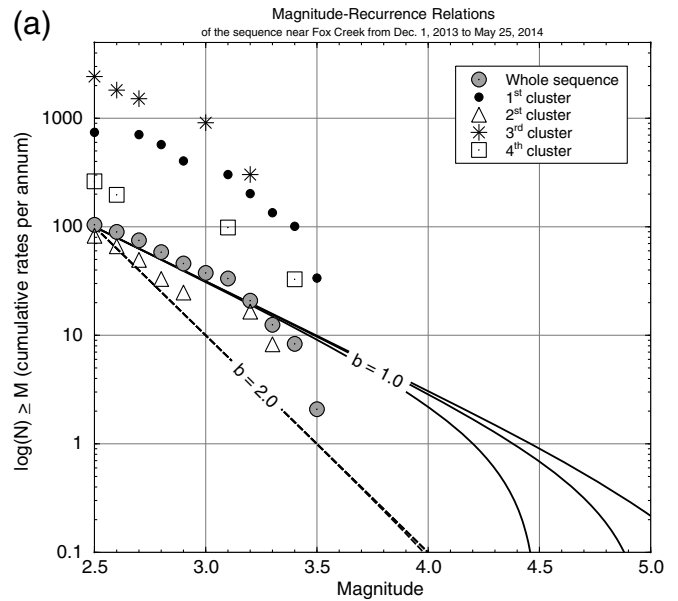 (a)
Magnitude-Recurrence Relations
of the sequence near Fox Creek from Dec. 1, 2013 to May 25, 2014
log(N) ≥ M (cumulative rates per annum)
Whole sequence
1st cluster
2nd cluster
3rd cluster
4th cluster
1000
100
10
1
0.1
b = 1.0
b = 2.0
2.5 3.0 3.5 4.0 4.5 5.0
Magnitude